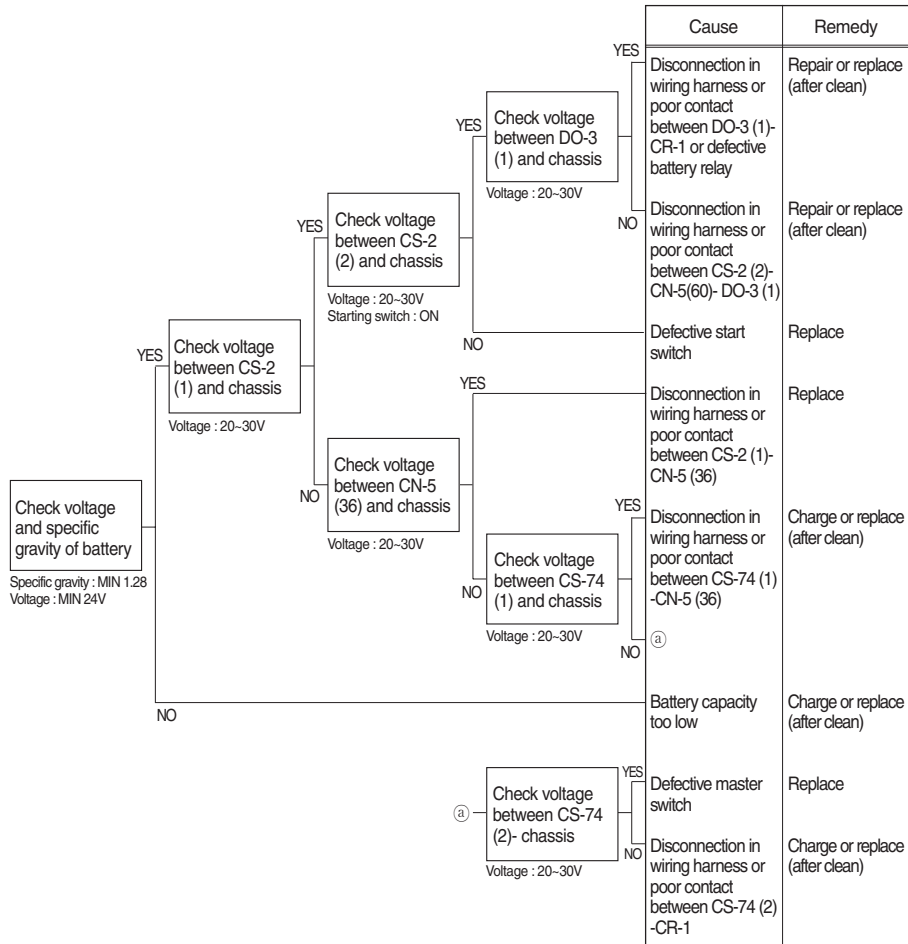 Cause
Remedy
YES
Disconnection in
wiring harness or
poor contact
between DO-3 (1)-
CR-1 or defective
battery relay
Repair or replace
(after clean)
YES
Check voltage
between DO-3
(1) and chassis
Voltage : 20~30V
NO
Disconnection in
wiring harness or
poor contact
between CS-2 (2)-
CN-5(60)- DO-3 (1)
Repair or replace
(after clean)
YES
Check voltage
between CS-2
(2) and chassis
Voltage : 20~30V
Starting switch : ON
NO
Defective start
switch
Replace
YES
Check voltage
between CS-2
(1) and chassis
Voltage : 20~30V
YES
Disconnection in
wiring harness or
poor contact
between CS-2 (1)-
CN-5 (36)
Replace
NO
Check voltage
between CN-5
(36) and chassis
Voltage : 20~30V
Check voltage
and specific
gravity of battery
Specific gravity : MIN 1.28
Voltage : MIN 24V
YES
Disconnection in
wiring harness or
poor contact
between CS-74 (1)
-CN-5 (36)
Charge or replace
(after clean)
NO
Check voltage
between CS-74
(1) and chassis
Voltage : 20~30V
NO
ⓐ
NO
Battery capacity
too low
Charge or replace
(after clean)
ⓐ
Check voltage
between CS-74
(2)- chassis
Voltage : 20~30V
YES
Defective master
switch
Replace
NO
Disconnection in
wiring harness or
poor contact
between CS-74 (2)
-CR-1
Charge or replace
(after clean)